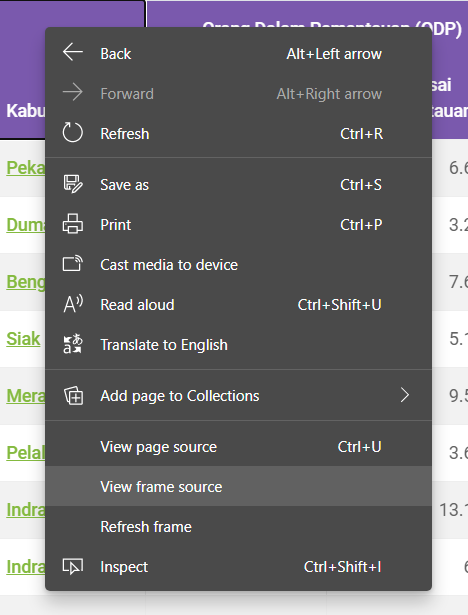 Orang Dalam Pemantauan (ODP)
Back Alt+Left arrow
Forward Alt+Right arrow
sai
Kabu
tauan
Refresh Ctrl+R
Peka 6.6
Save as Ctrl+S
Print Ctrl+P
Duma 3.2
Cast media to device
Beng 7.6
Read aloud Ctrl+Shift+U
Siak 5.1
Translate to English
Mera 9.5
Add page to Collections
View page source Ctrl+U
Pelal 3.6
View frame source
Indra 13.1
Refresh frame
Inspect Ctrl+Shift+I
Indra 6